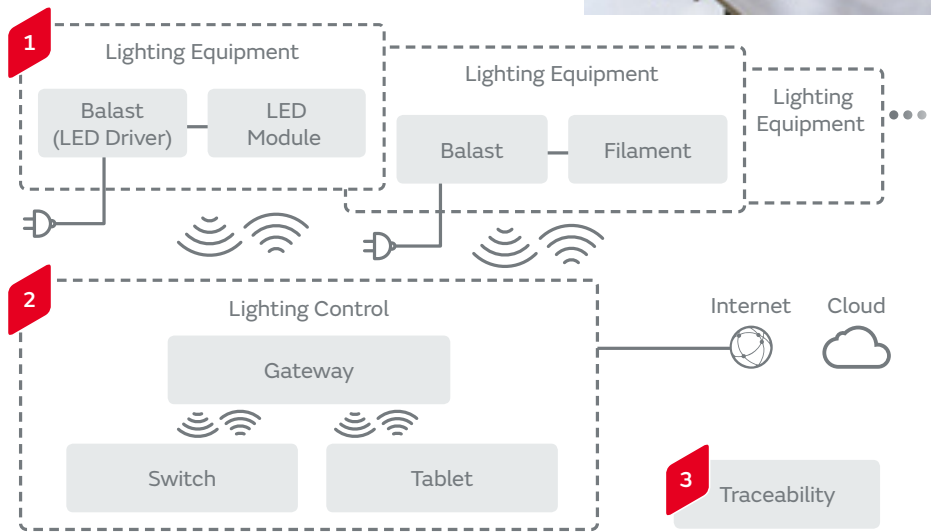 1
Lighting Equipment
Balast
(LED Driver)
LED
Module
Lighting Equipment
Balast
Filament
Lighting
Equipment
2
Lighting Control
Gateway
Switch
Tablet
Internet
Cloud
3
Traceability